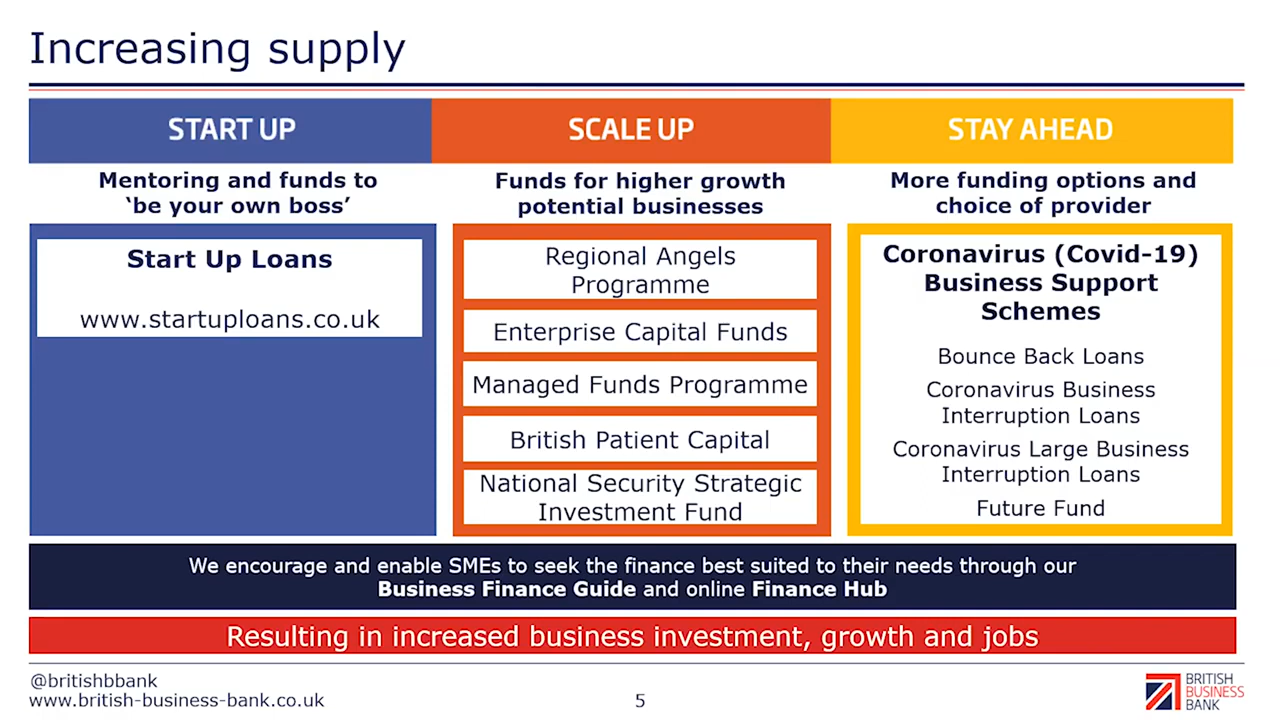 Increasing supply
START UP
Mentoring and funds to
‘be your own boss’
Start Up Loans
www.startuploans.co.uk
SCALE UP
Funds for higher growth
potential businesses
Regional Angels
Programme
Enterprise Capital Funds
Managed Funds Programme
British Patient Capital
National Security Strategic
Investment Fund
STAY AHEAD
More funding options and
choice of provider
Coronavirus (Covid-19)
Business Support
Schemes
Bounce Back Loans
Coronavirus Business
Interruption Loans
Coronavirus Large Business
Interruption Loans
Future Fund
We encourage and enable SMEs to seek the finance best suited to their needs through our
Business Finance Guide and online Finance Hub
Resulting in increased business investment, growth and jobs
@britishbbank
www.british-business-bank.co.uk
5
BRITISH
BUSINESS
BANK